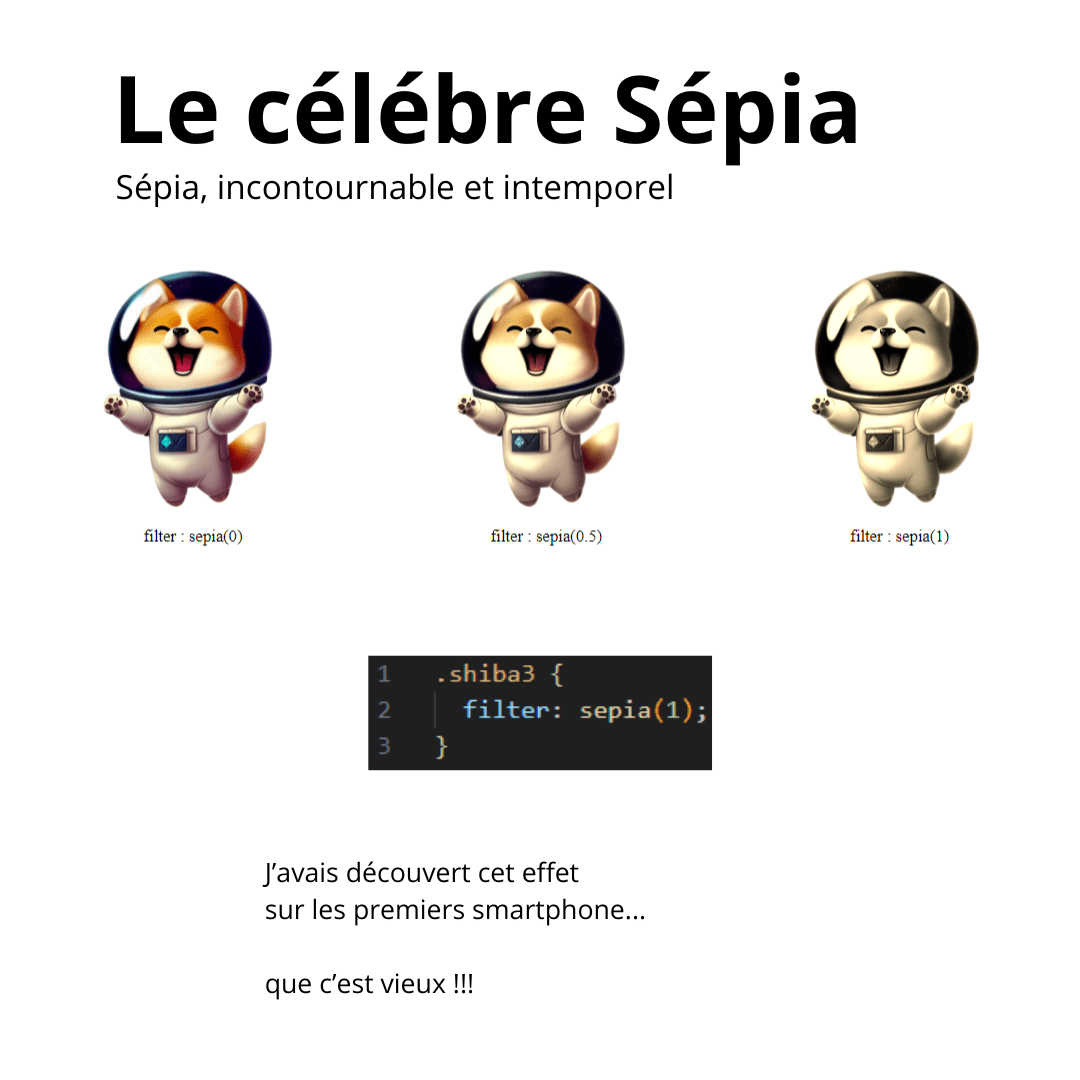 Le célébre Sépia
Sépia, incontournable et intemporel
filter : sepia(0)
filter : sepia(0.5)
filter : sepia(1)
1 .shiba3 {
2 filter: sepia(1);
3 }
J’avais découvert cet effet
sur les premiers smartphone...
que c’est vieux !!!